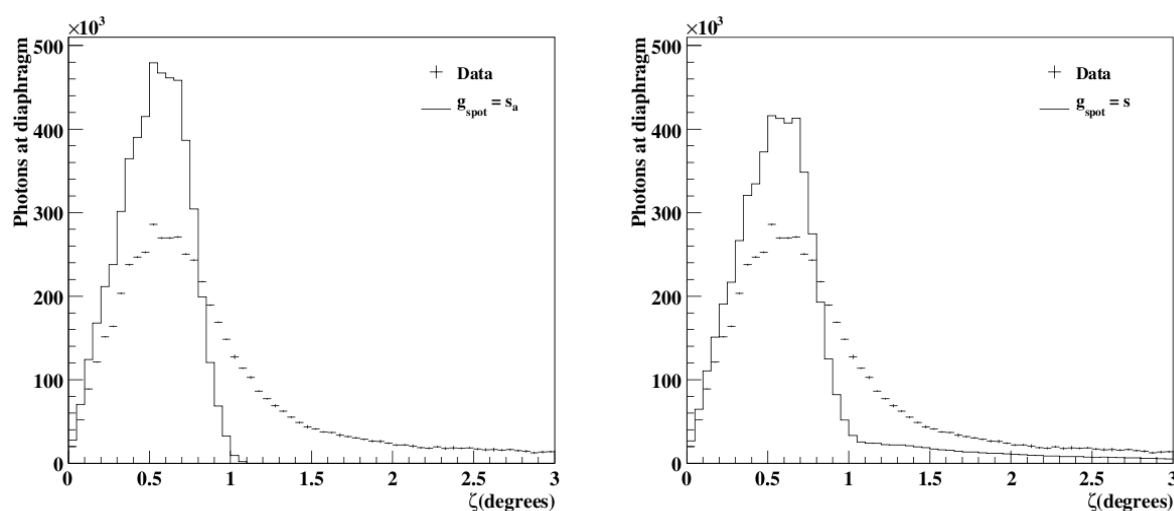 ×10³
500
400
300
200
100
0
Photons at diaphragm
Data
g_spot = s_a
0 0.5 1 1.5 2 2.5 3
ζ(degrees)
×10³
500
400
300
200
100
0
Photons at diaphragm
Data
g_spot = s
0 0.5 1 1.5 2 2.5 3
ζ(degrees)